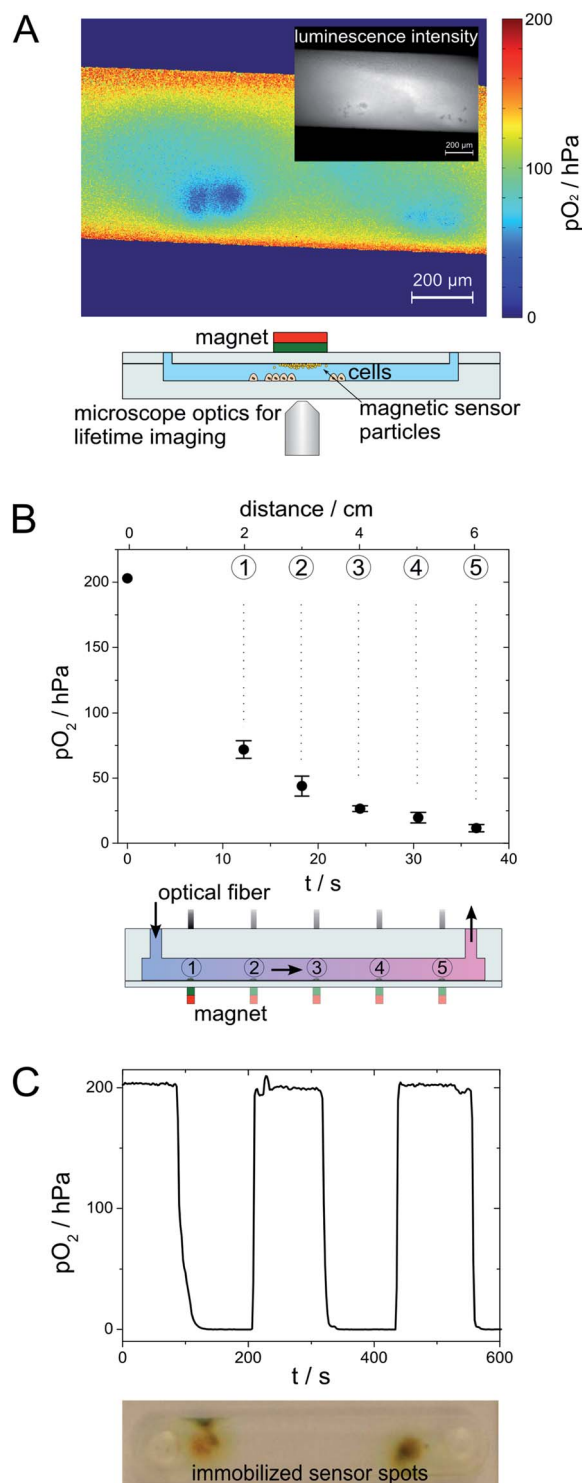 A
luminescence intensity
200 µm
200 µm
200
100
0
pO₂ / hPa
magnet
cells
microscope optics for
lifetime imaging
magnetic sensor
particles
B
distance / cm
0 2 3 4 6
1 2 3 4 5
200
150
100
50
0
pO₂ / hPa
0 10 20 30 40
t / s
optical fiber
1 2 3 4 5
magnet
C
200
100
0
pO₂ / hPa
0 200 400 600
t / s
immobilized sensor spots